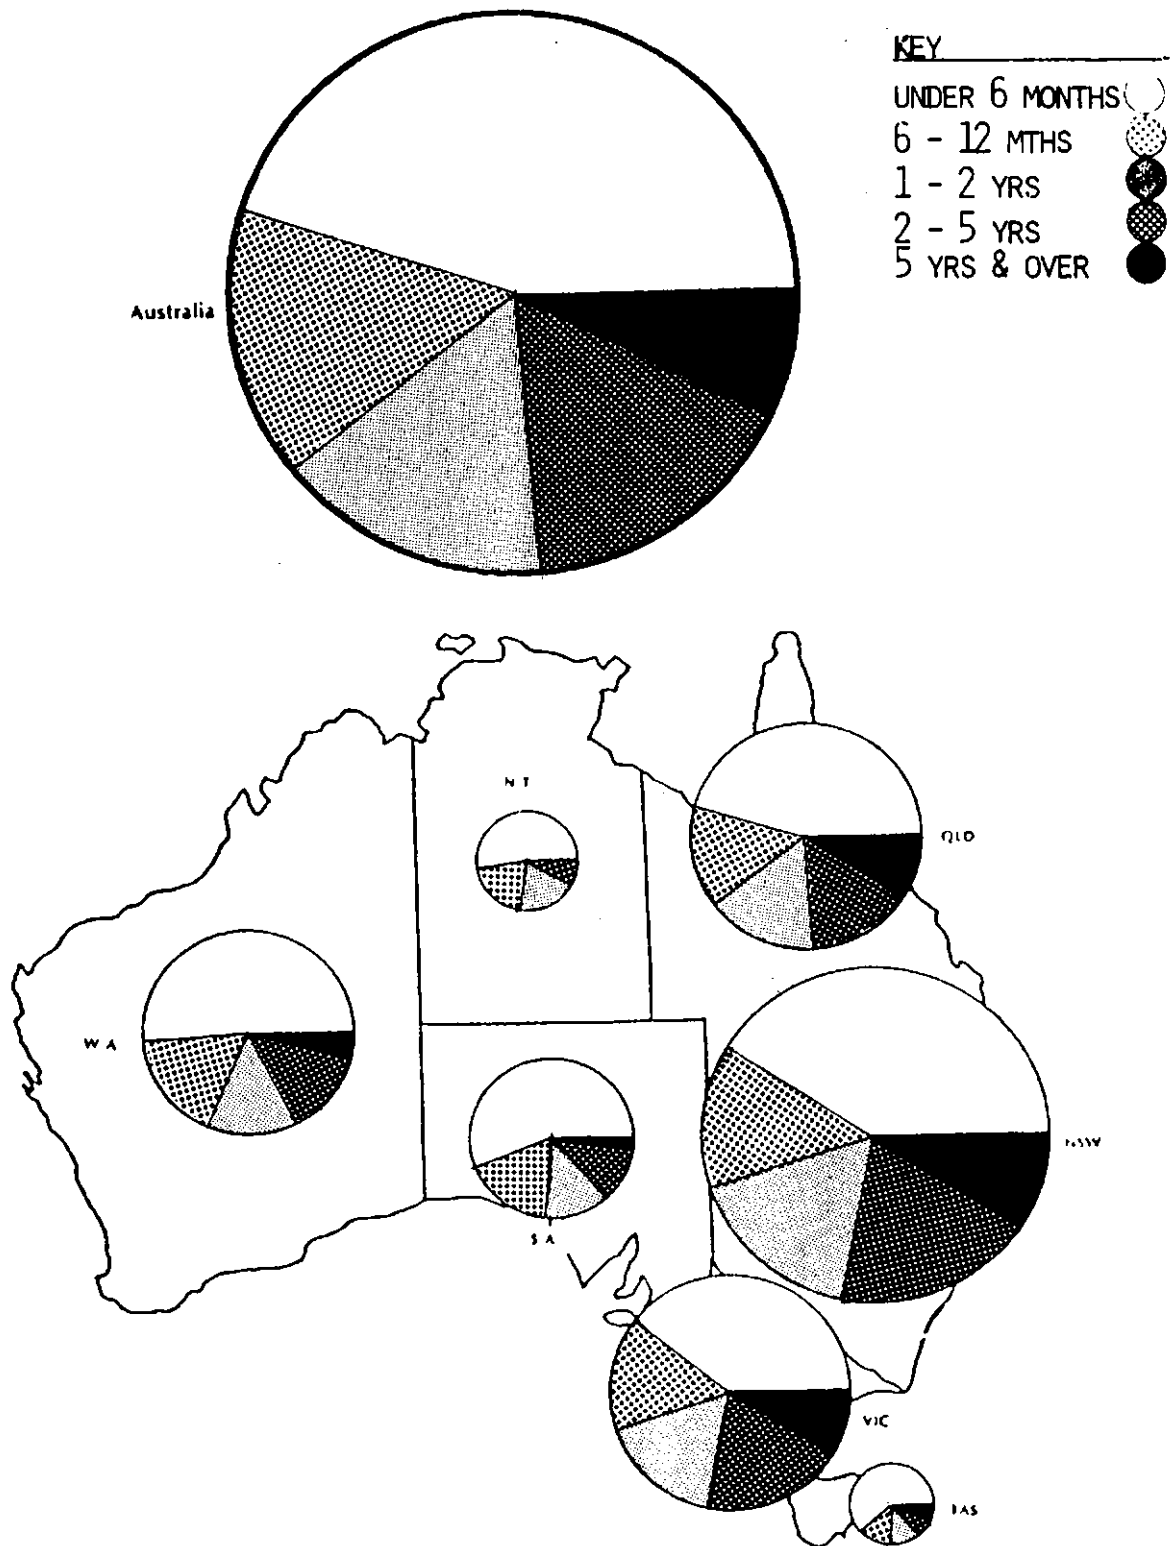 KEY
UNDER 6 MONTHS
6 - 12 MTHS
1 - 2 YRS
2 - 5 YRS
5 YRS & OVER
Australia
N T
QLD
W A
NSW
S A
VIC
TAS